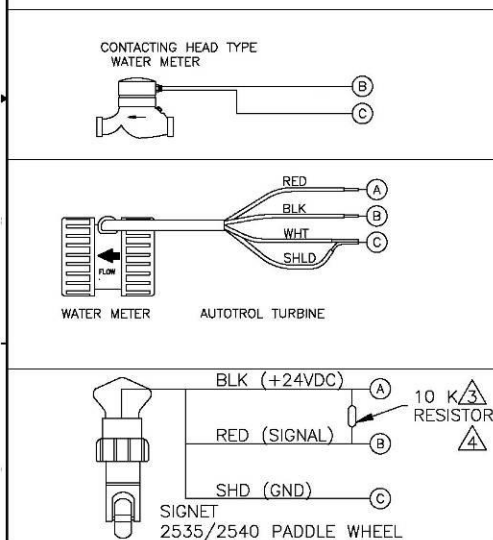 CONTACTING HEAD TYPE
WATER METER
B
C
RED
A
BLK
B
WHT
C
SHLD
FLOW
WATER METER
AUTOTROL TURBINE
BLK (+24VDC)
A
10 K 3
RESISTOR
RED (SIGNAL)
B
4
SHD (GND)
C
SIGNET
2535/2540 PADDLE WHEEL